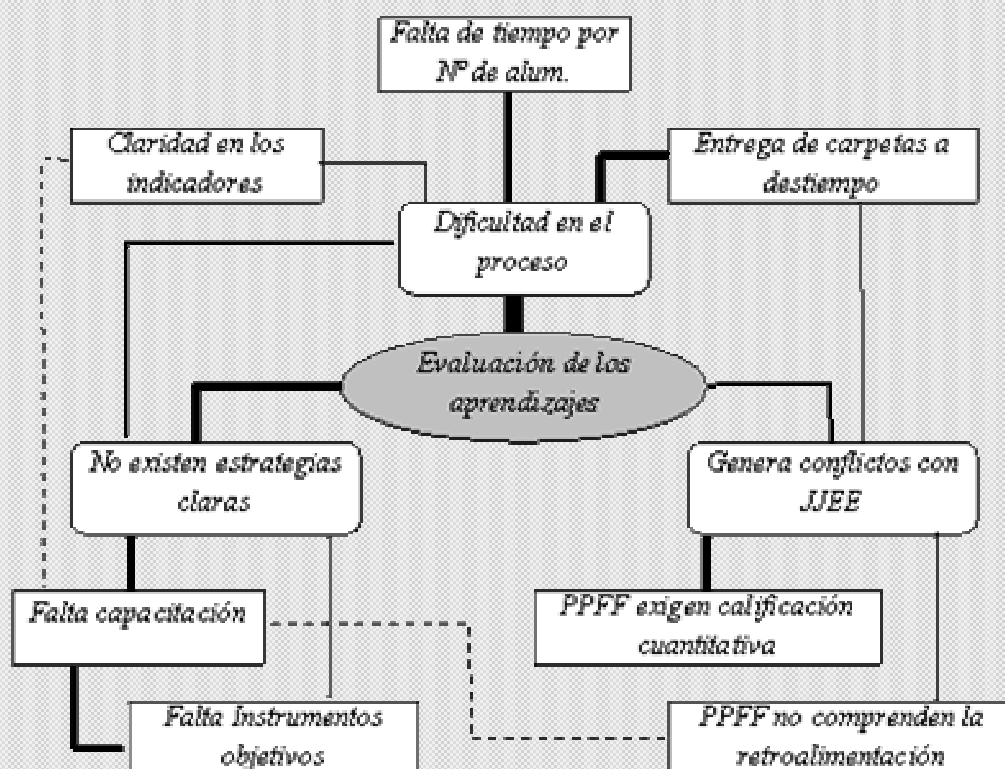 Falta de tiempo por
Nº de alum.
Claridad en los
indicadores
Entrega de carpetas a
destiempo
Dificultad en el
proceso
Evaluación de los
aprendizajes
No existen estrategias
claras
Genera conflictos con
JJEE
Falta capacitación
PPFF exigen calificación
cuantitativa
Falta Instrumentos
objetivos
PPFF no comprenden la
retroalimentación